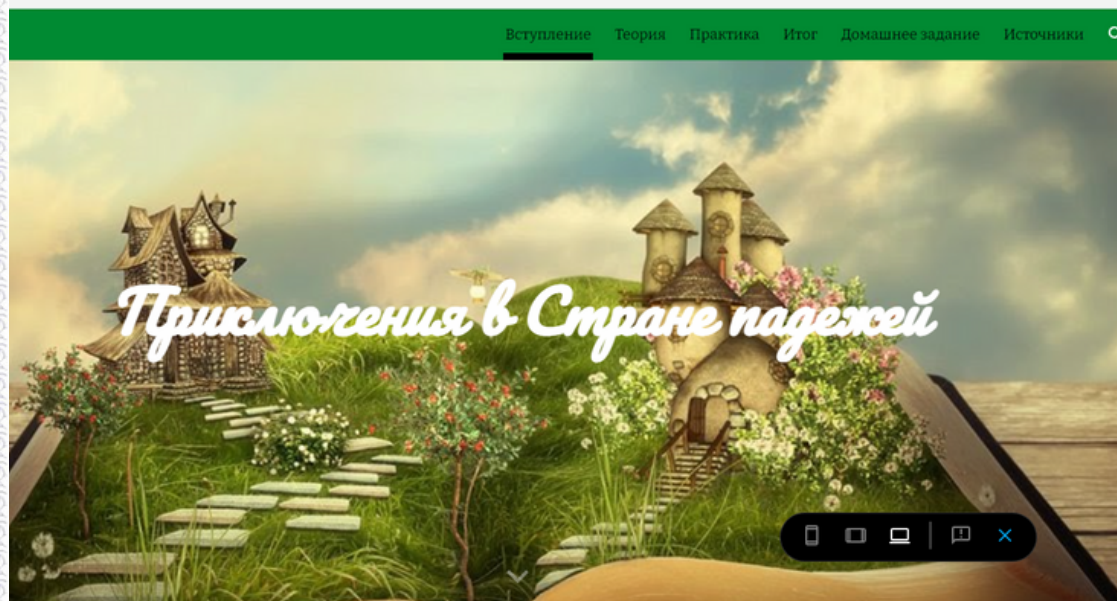 Вступление Теория Практика Итог Домашнее задание Источники
Приключения в Стране падежей